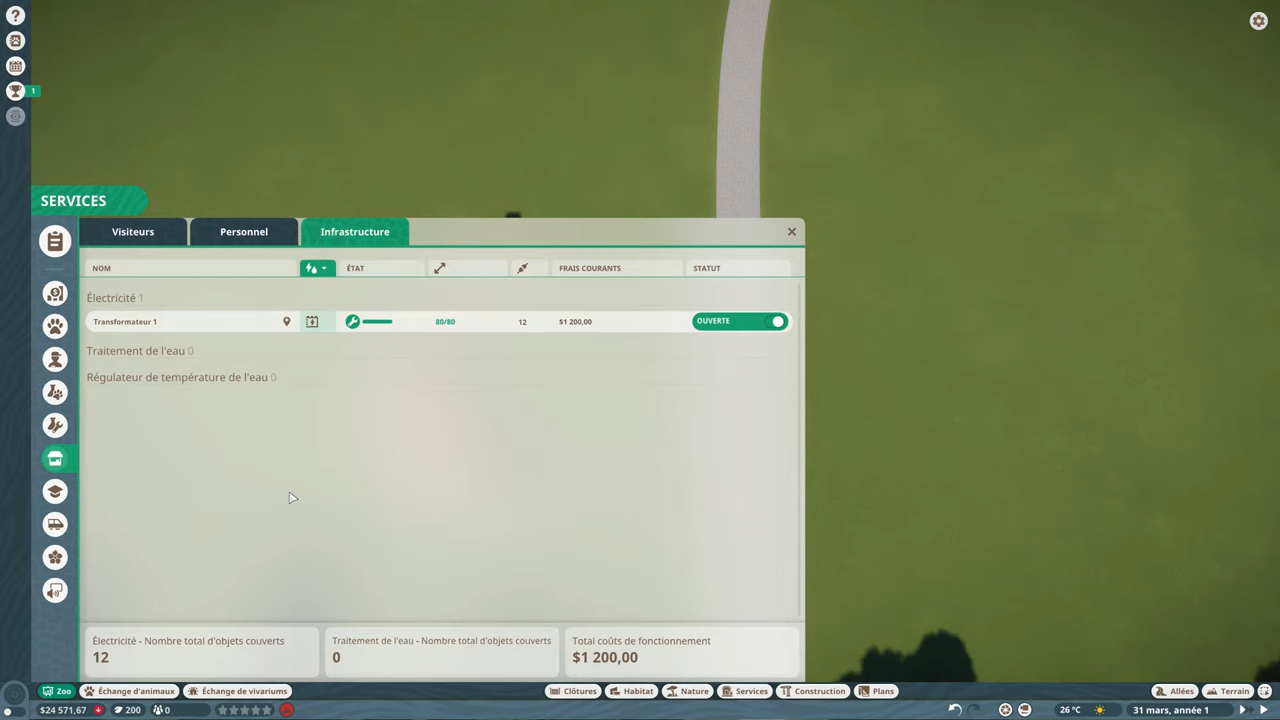 ?
1
SERVICES
Visiteurs Personnel Infrastructure
NOM ÉTAT FRAIS COURANTS STATUT
Électricité 1
Transformateur 1 80/80 12 $1 200,00 OUVERTE
Traitement de l'eau 0
Régulateur de température de l'eau 0
Électricité - Nombre total d'objets couverts
12
Traitement de l'eau - Nombre total d'objets couverts
0
Total coûts de fonctionnement
$1 200,00
Zoo Échange d'animaux Échange de vivariums Clôtures Habitat Nature Services Construction Plans Allées Terrain
$24 571,67 200 0 26 °C 31 mars, année 1